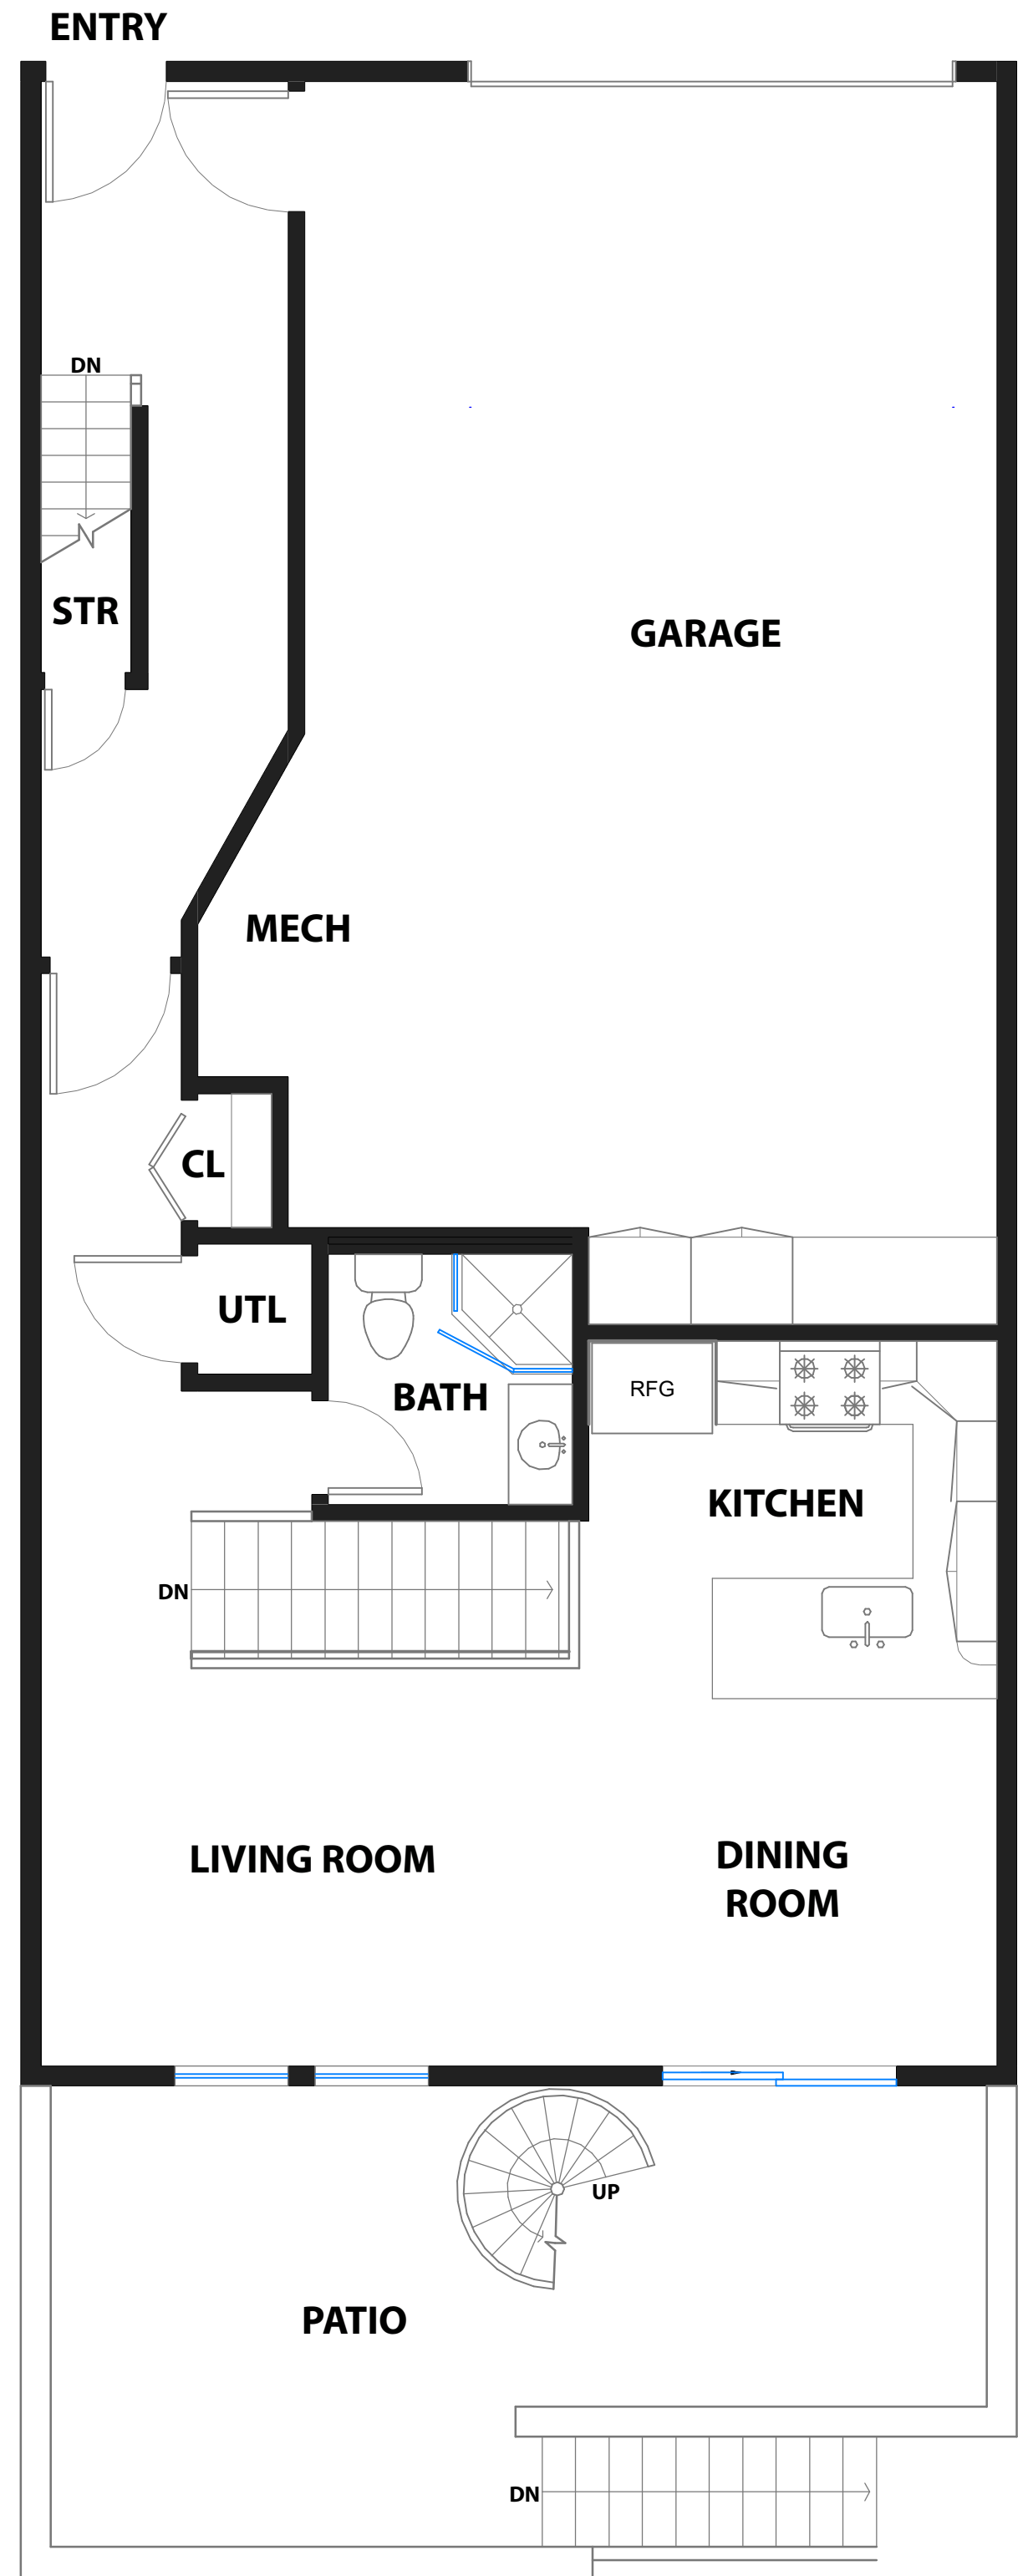 ENTRY
DN
STR
GARAGE
MECH
CL
UTL
BATH
RFG
KITCHEN
DN
LIVING ROOM
DINING
ROOM
UP
PATIO
DN